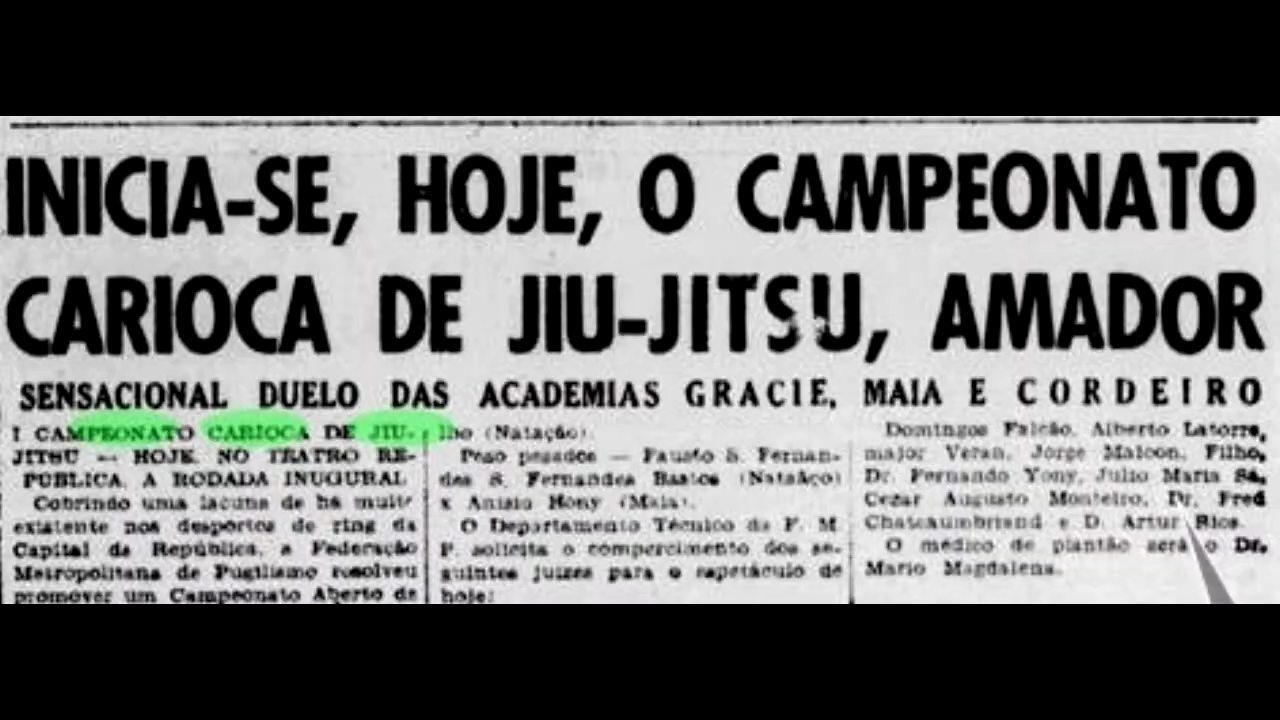 INICIA-SE, HOJE, O CAMPEONATO
CARIOCA DE JIU-JITSU, AMADOR
SENSACIONAL DUELO DAS ACADEMIAS GRACIE, MAIA E CORDEIRO
I CAMPEONATO CARIOCA DE JIU-
JITSU — HOJE, NO TEATRO RE-
PUBLICA, A RODADA INUGURAL
Cobrindo uma lacuna de há muito
existente nos desportos de ring da
Capital da República, a Federação
Metropolitana de Pugilismo resolveu
promover um Campeonato Aberto de
lho (Natação).
Peso pesados — Fausto S. Fernan-
des S. Fernandes Bastos (Natação)
x Anisio Hony (Maia).
O Departamento Técnico da F. M.
P. solicita o compercimento dos se-
guintes juizes para o espetáculo de
hoje:
Domingos Falcão, Alberto Latorre,
major Veran, Jorge Malcon, Filho,
Dr. Fernando Yony, Julio Maria Sá,
Cezar Augusto Monteiro, Dr. Fred
Chateaumbriand e D. Artur Rios.
O médico de plantão será o Dr.
Mario Magdalena.